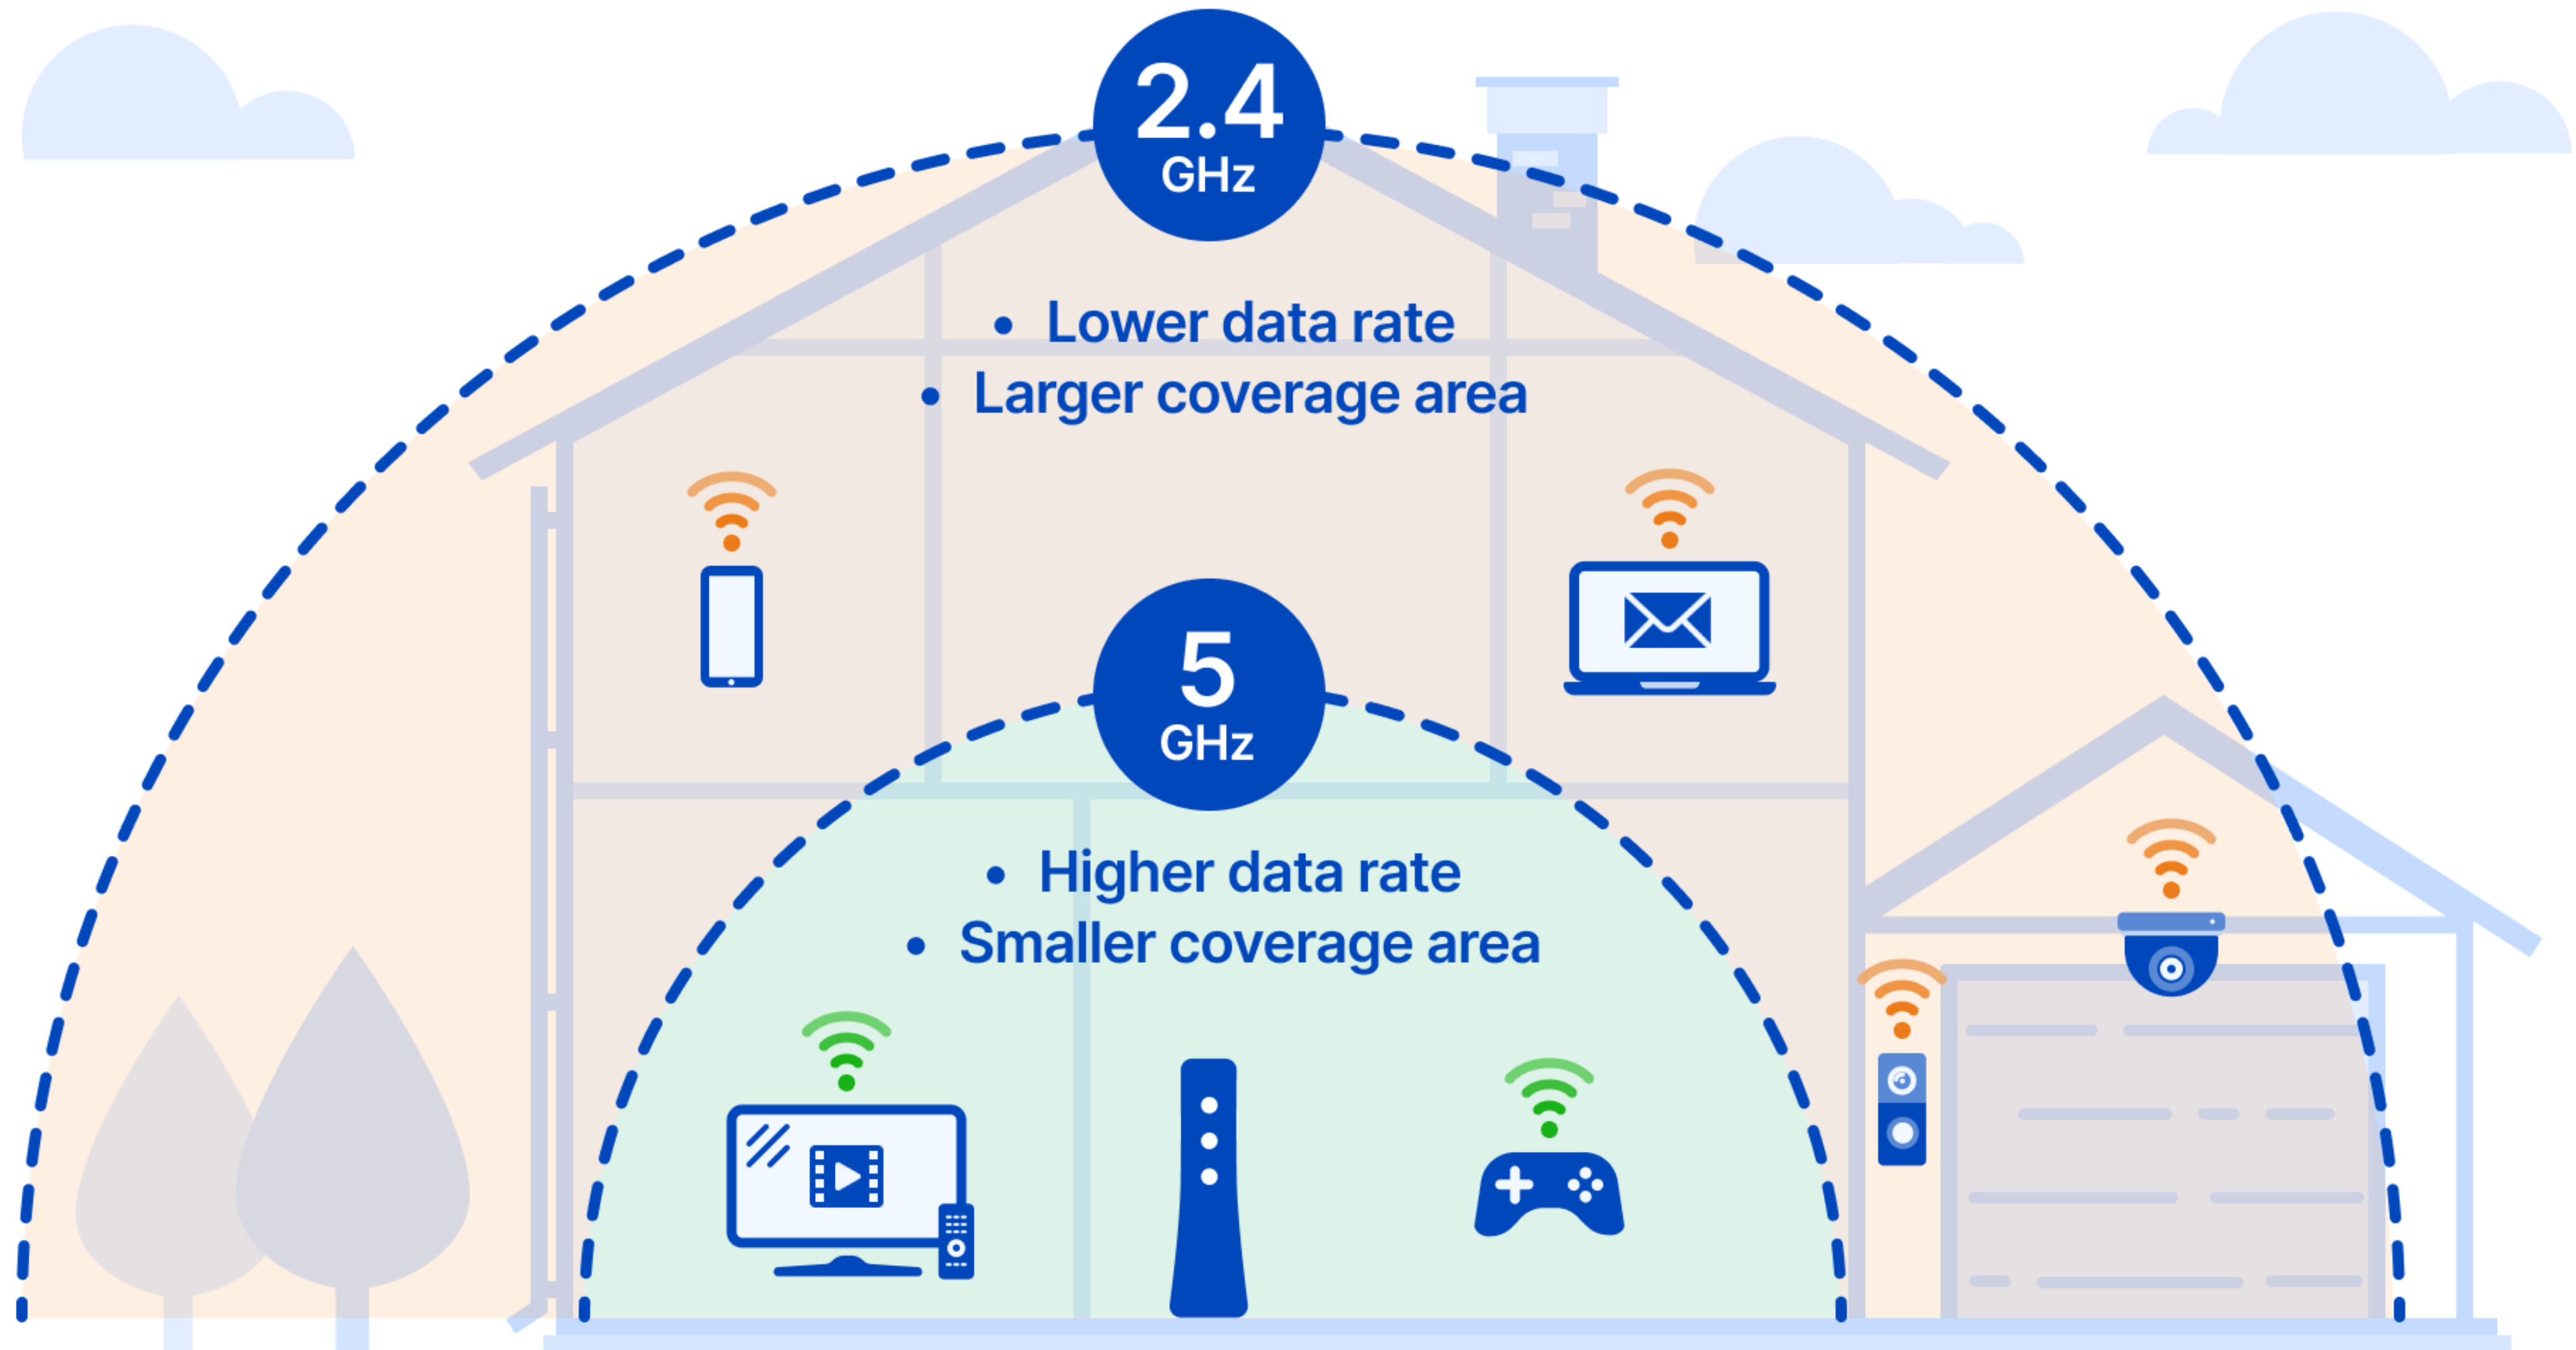 2.4
GHz
• Lower data rate
• Larger coverage area
5
GHz
• Higher data rate
• Smaller coverage area